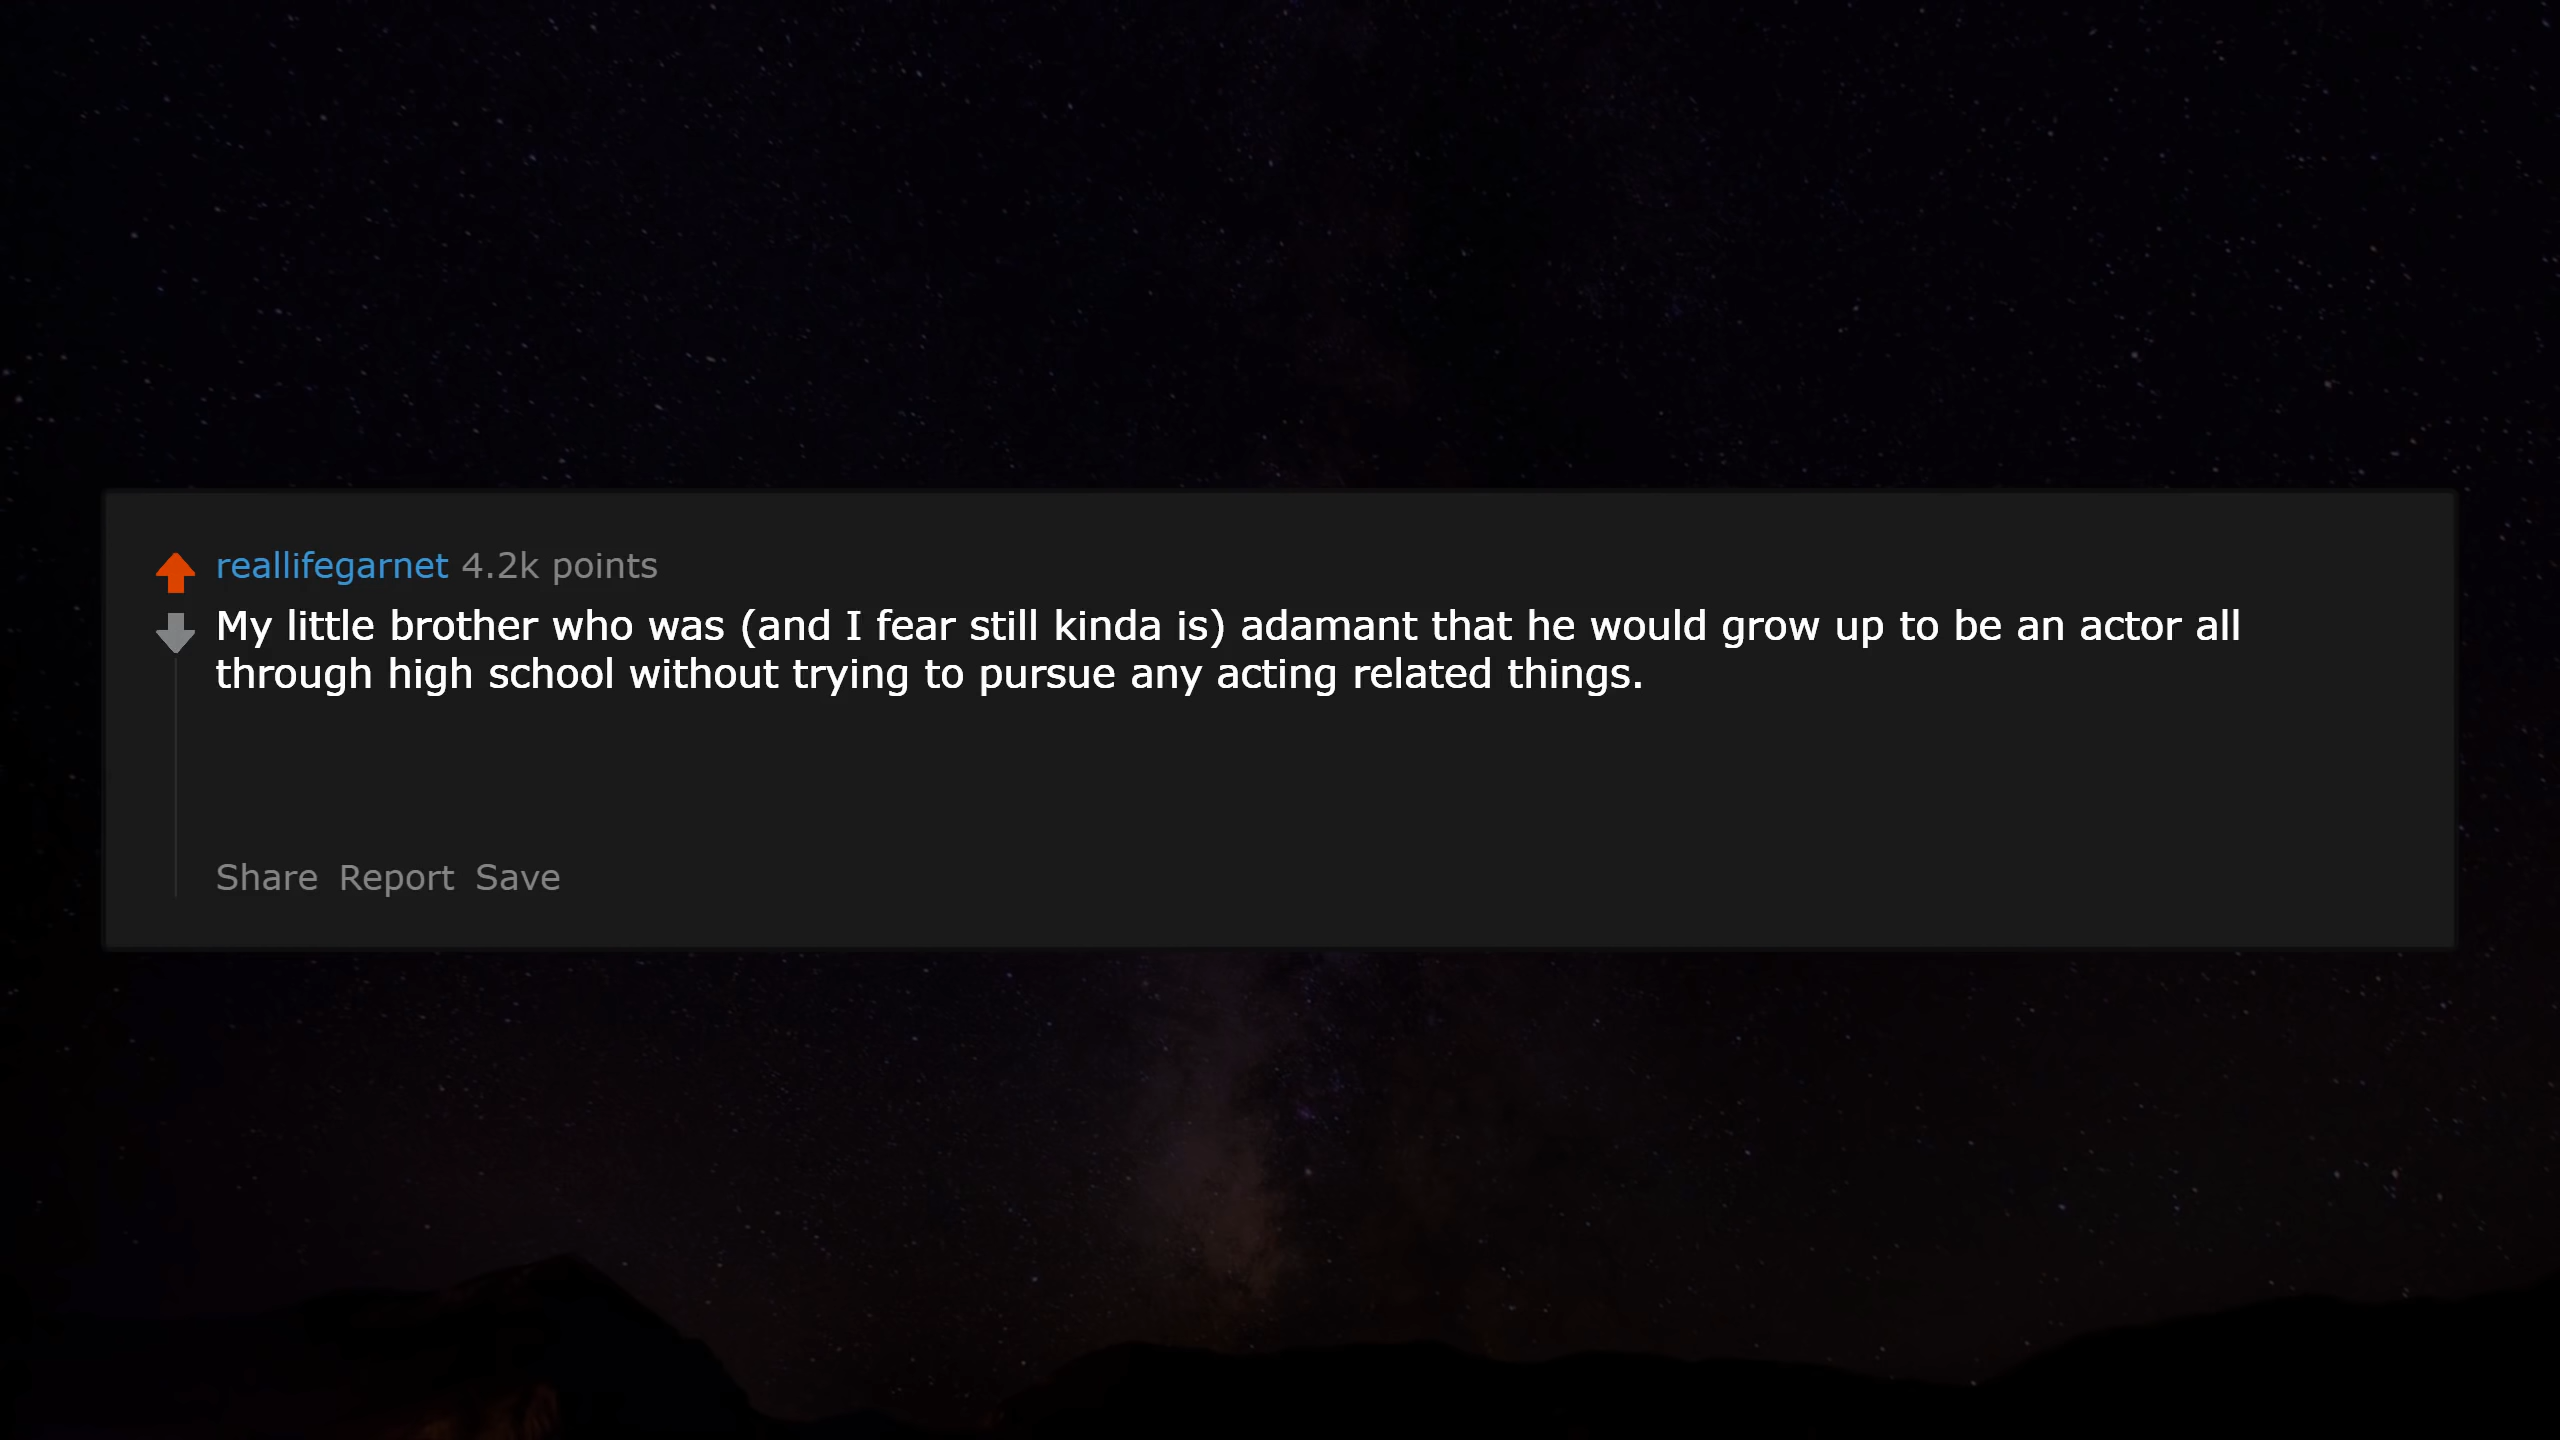 reallifegarnet 4.2k points
My little brother who was (and I fear still kinda is) adamant that he would grow up to be an actor all
through high school without trying to pursue any acting related things.
Share Report Save